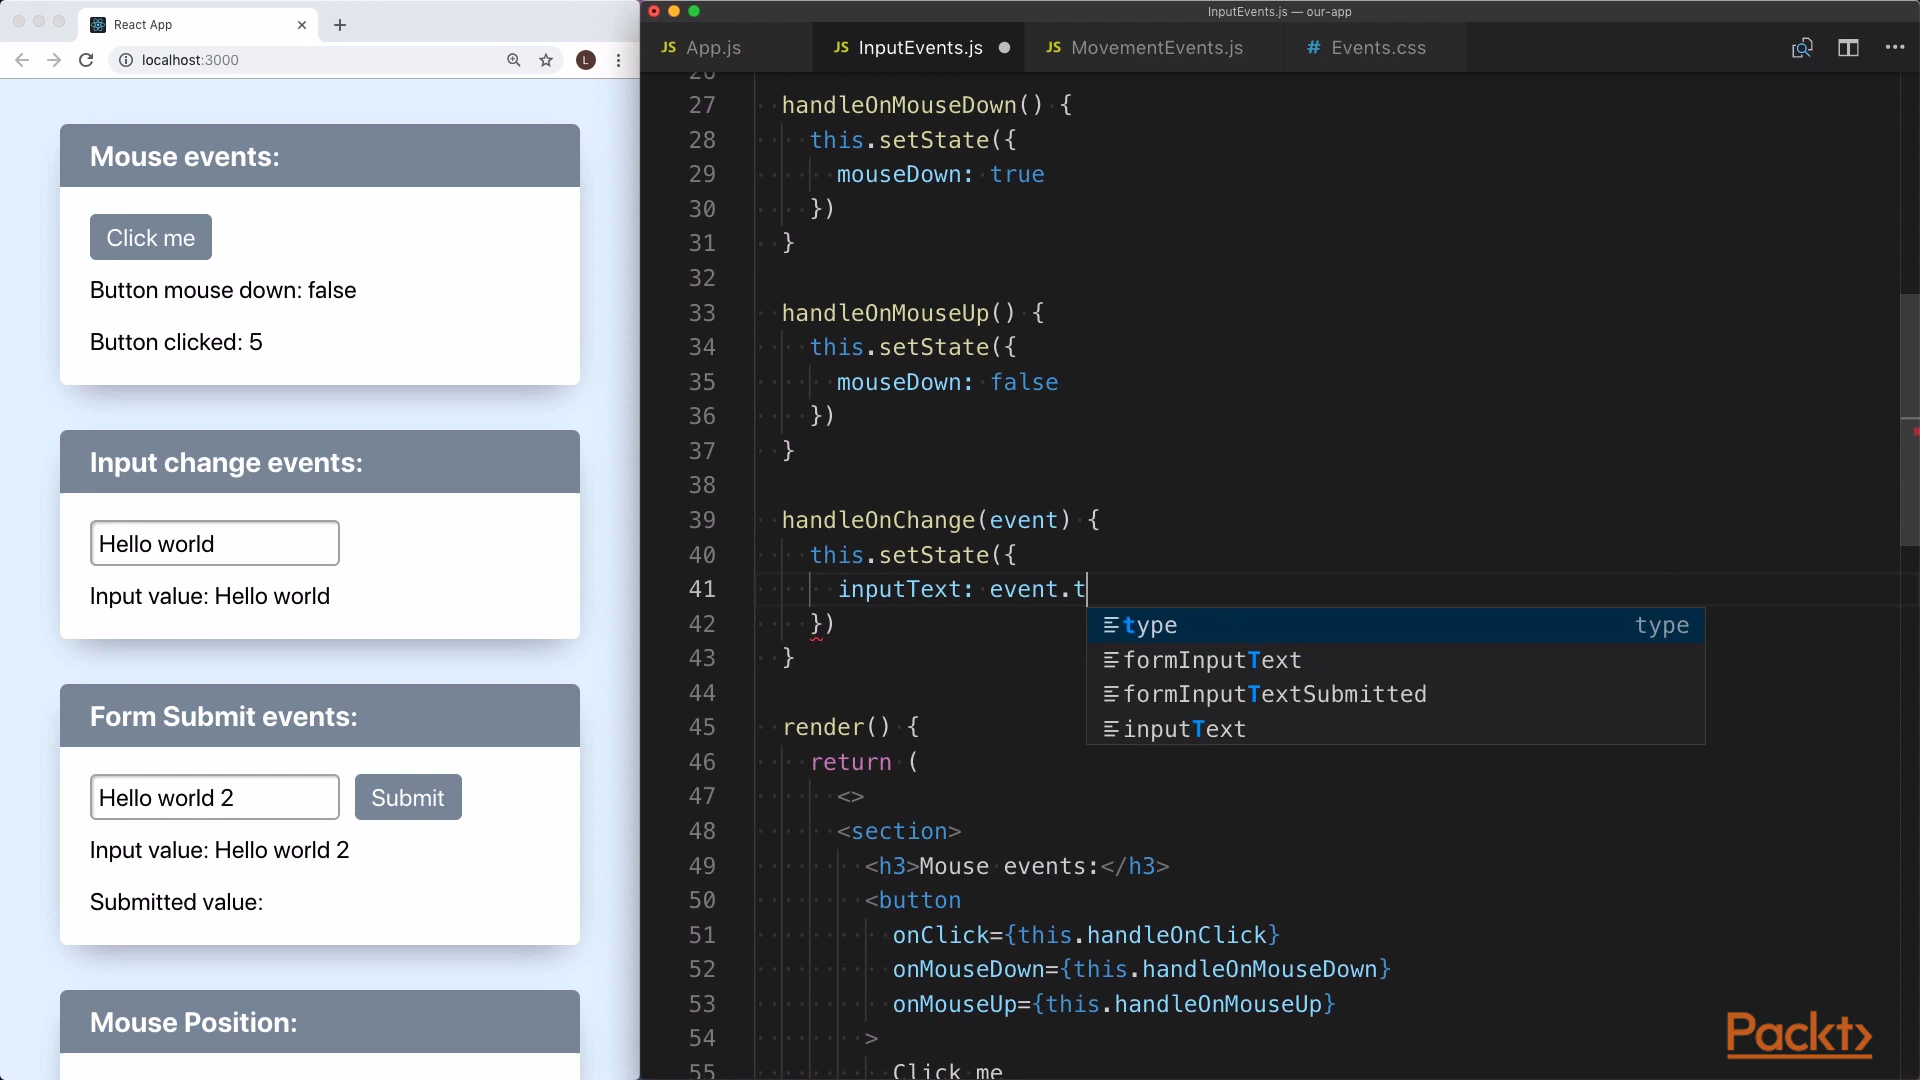 React App
localhost:3000
L
Mouse events:
Click me
Button mouse down: false
Button clicked: 5
Input change events:
Hello world
Input value: Hello world
Form Submit events:
Hello world 2
Submit
Input value: Hello world 2
Submitted value:
Mouse Position:
InputEvents.js — our-app
JS App.js
JS InputEvents.js
JS MovementEvents.js
# Events.css
26
27 handleOnMouseDown() {
28 this.setState({
29 mouseDown: true
30 })
31 }
32
33 handleOnMouseUp() {
34 this.setState({
35 mouseDown: false
36 })
37 }
38
39 handleOnChange(event) {
40 this.setState({
41 inputText: event.t
42 })
43 }
44
45 render() {
46 return (
47 <>
48 <section>
49 <h3>Mouse events:</h3>
50 <button
51 onClick={this.handleOnClick}
52 onMouseDown={this.handleOnMouseDown}
53 onMouseUp={this.handleOnMouseUp}
54 >
55 Click me
type type
formInputText
formInputTextSubmitted
inputText
Packt>